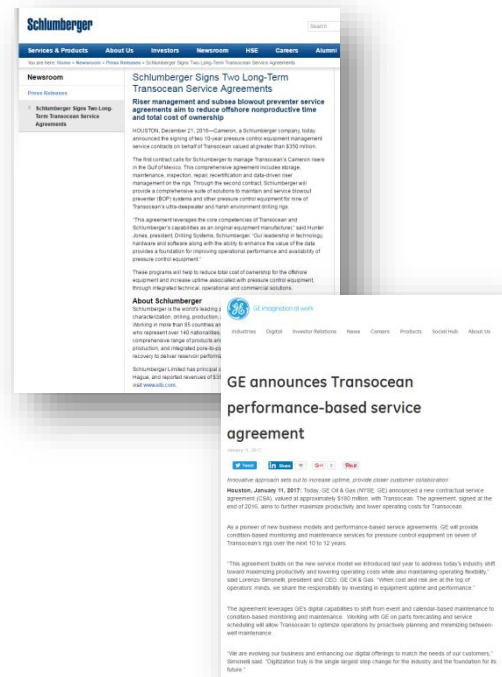 Schlumberger
Search
Services & Products About Us Investors Newsroom HSE Careers Alumni
You are here: Home » Newsroom » Press Releases » Schlumberger Signs Two Long-Term Transocean Service Agreements
Newsroom
Press Releases
Schlumberger Signs Two Long-
Term Transocean Service
Agreements
Schlumberger Signs Two Long-Term
Transocean Service Agreements
Riser management and subsea blowout preventer service
agreements aim to reduce offshore nonproductive time
and total cost of ownership
HOUSTON, December 21, 2016—Cameron, a Schlumberger company, today
announced the signing of two 10-year pressure control equipment management
service contracts on behalf of Transocean valued at greater than $350 million.
The first contract calls for Schlumberger to manage Transocean's Cameron risers
in the Gulf of Mexico. This comprehensive agreement includes storage,
maintenance, inspection, repair, recertification and data-driven riser
management on the rigs. Through the second contract, Schlumberger will
provide a comprehensive suite of solutions to maintain and service blowout
preventer (BOP) systems and other pressure control equipment for nine of
Transocean's ultra-deepwater and harsh environment drilling rigs.
"This agreement leverages the core competencies of Transocean and
Schlumberger's capabilities as an original equipment manufacturer," said Hunter
Jones, president, Drilling Systems, Schlumberger. "Our leadership in technology,
hardware and software along with the ability to enhance the value of the data
provides a foundation for improving operational performance and availability of
pressure control equipment."
These programs will help to reduce total cost of ownership for the offshore
equipment and increase uptime associated with pressure control equipment,
through integrated technical, operational and commercial solutions.
About Schlumberger
Schlumberger is the world's leading
characterization, drilling, production,
Working in more than 85 countries
who represent over 140 nationalities,
comprehensive range of products
production, and integrated pore-to-
recovery to deliver reservoir
Schlumberger Limited has principal
Hague, and reported revenues of
visit www.slb.com.
GE imagination at work
Industries Digital Investor Relations News Careers Products Social Hub About Us
GE announces Transocean
performance-based service
agreement
January 11, 2017
Tweet Share G+ Pin it
Innovative approach sets out to increase uptime, provide closer customer collaboration
Houston, January 11, 2017: Today, GE Oil & Gas (NYSE: GE) announced a new contractual service
agreement (CSA), valued at approximately $180 million, with Transocean. The agreement, signed at the
end of 2016, aims to further maximize productivity and lower operating costs for Transocean.
As a pioneer of new business models and performance-based service agreements, GE will provide
condition-based monitoring and maintenance services for pressure control equipment on seven of
Transocean's rigs over the next 10 to 12 years.
"This agreement builds on the new service model we introduced last year to address today's industry shift
toward maximizing productivity and lowering operating costs while also maintaining operating flexibility,"
said Lorenzo Simonelli, president and CEO, GE Oil & Gas. "When cost and risk are at the top of
operators' minds, we share the responsibility by investing in equipment uptime and performance."
The agreement leverages GE's digital capabilities to shift from event and calendar-based maintenance to
condition-based monitoring and maintenance. Working with GE on parts forecasting and service
scheduling will allow Transocean to optimize operations by proactively planning and minimizing between-
well maintenance.
"We are evolving our business and enhancing our digital offerings to match the needs of our customers,"
Simonelli said. "Digitization truly is the single largest step change for the industry and the foundation for its
future."